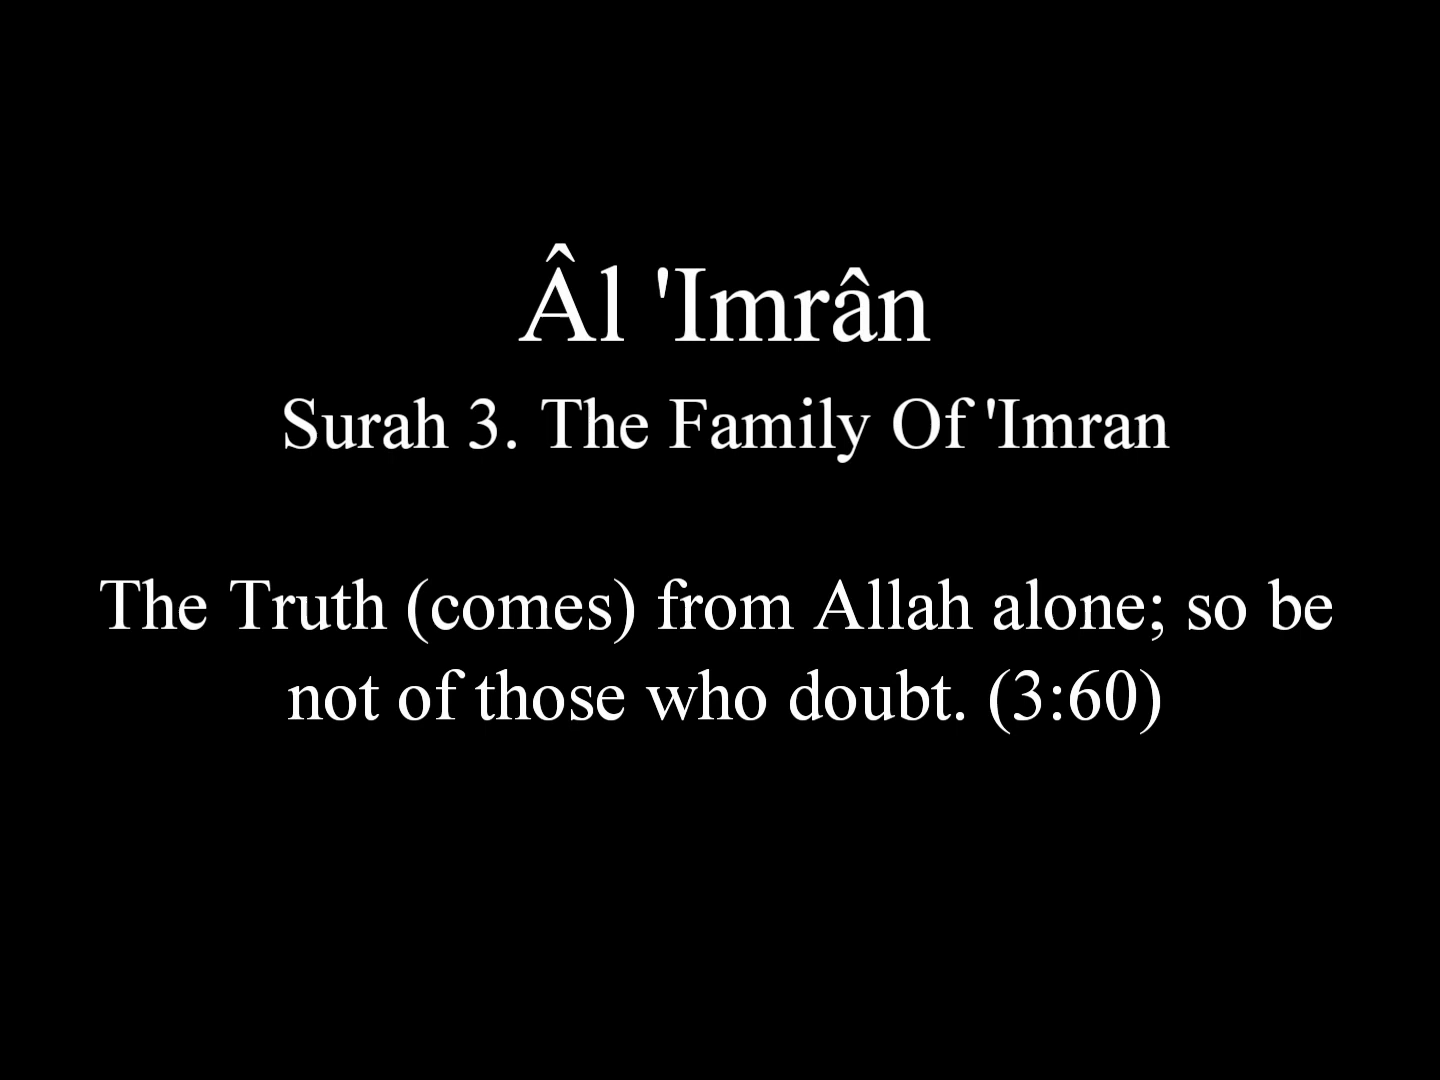 Âl 'Imrân
Surah 3. The Family Of 'Imran
The Truth (comes) from Allah alone; so be
not of those who doubt. (3:60)